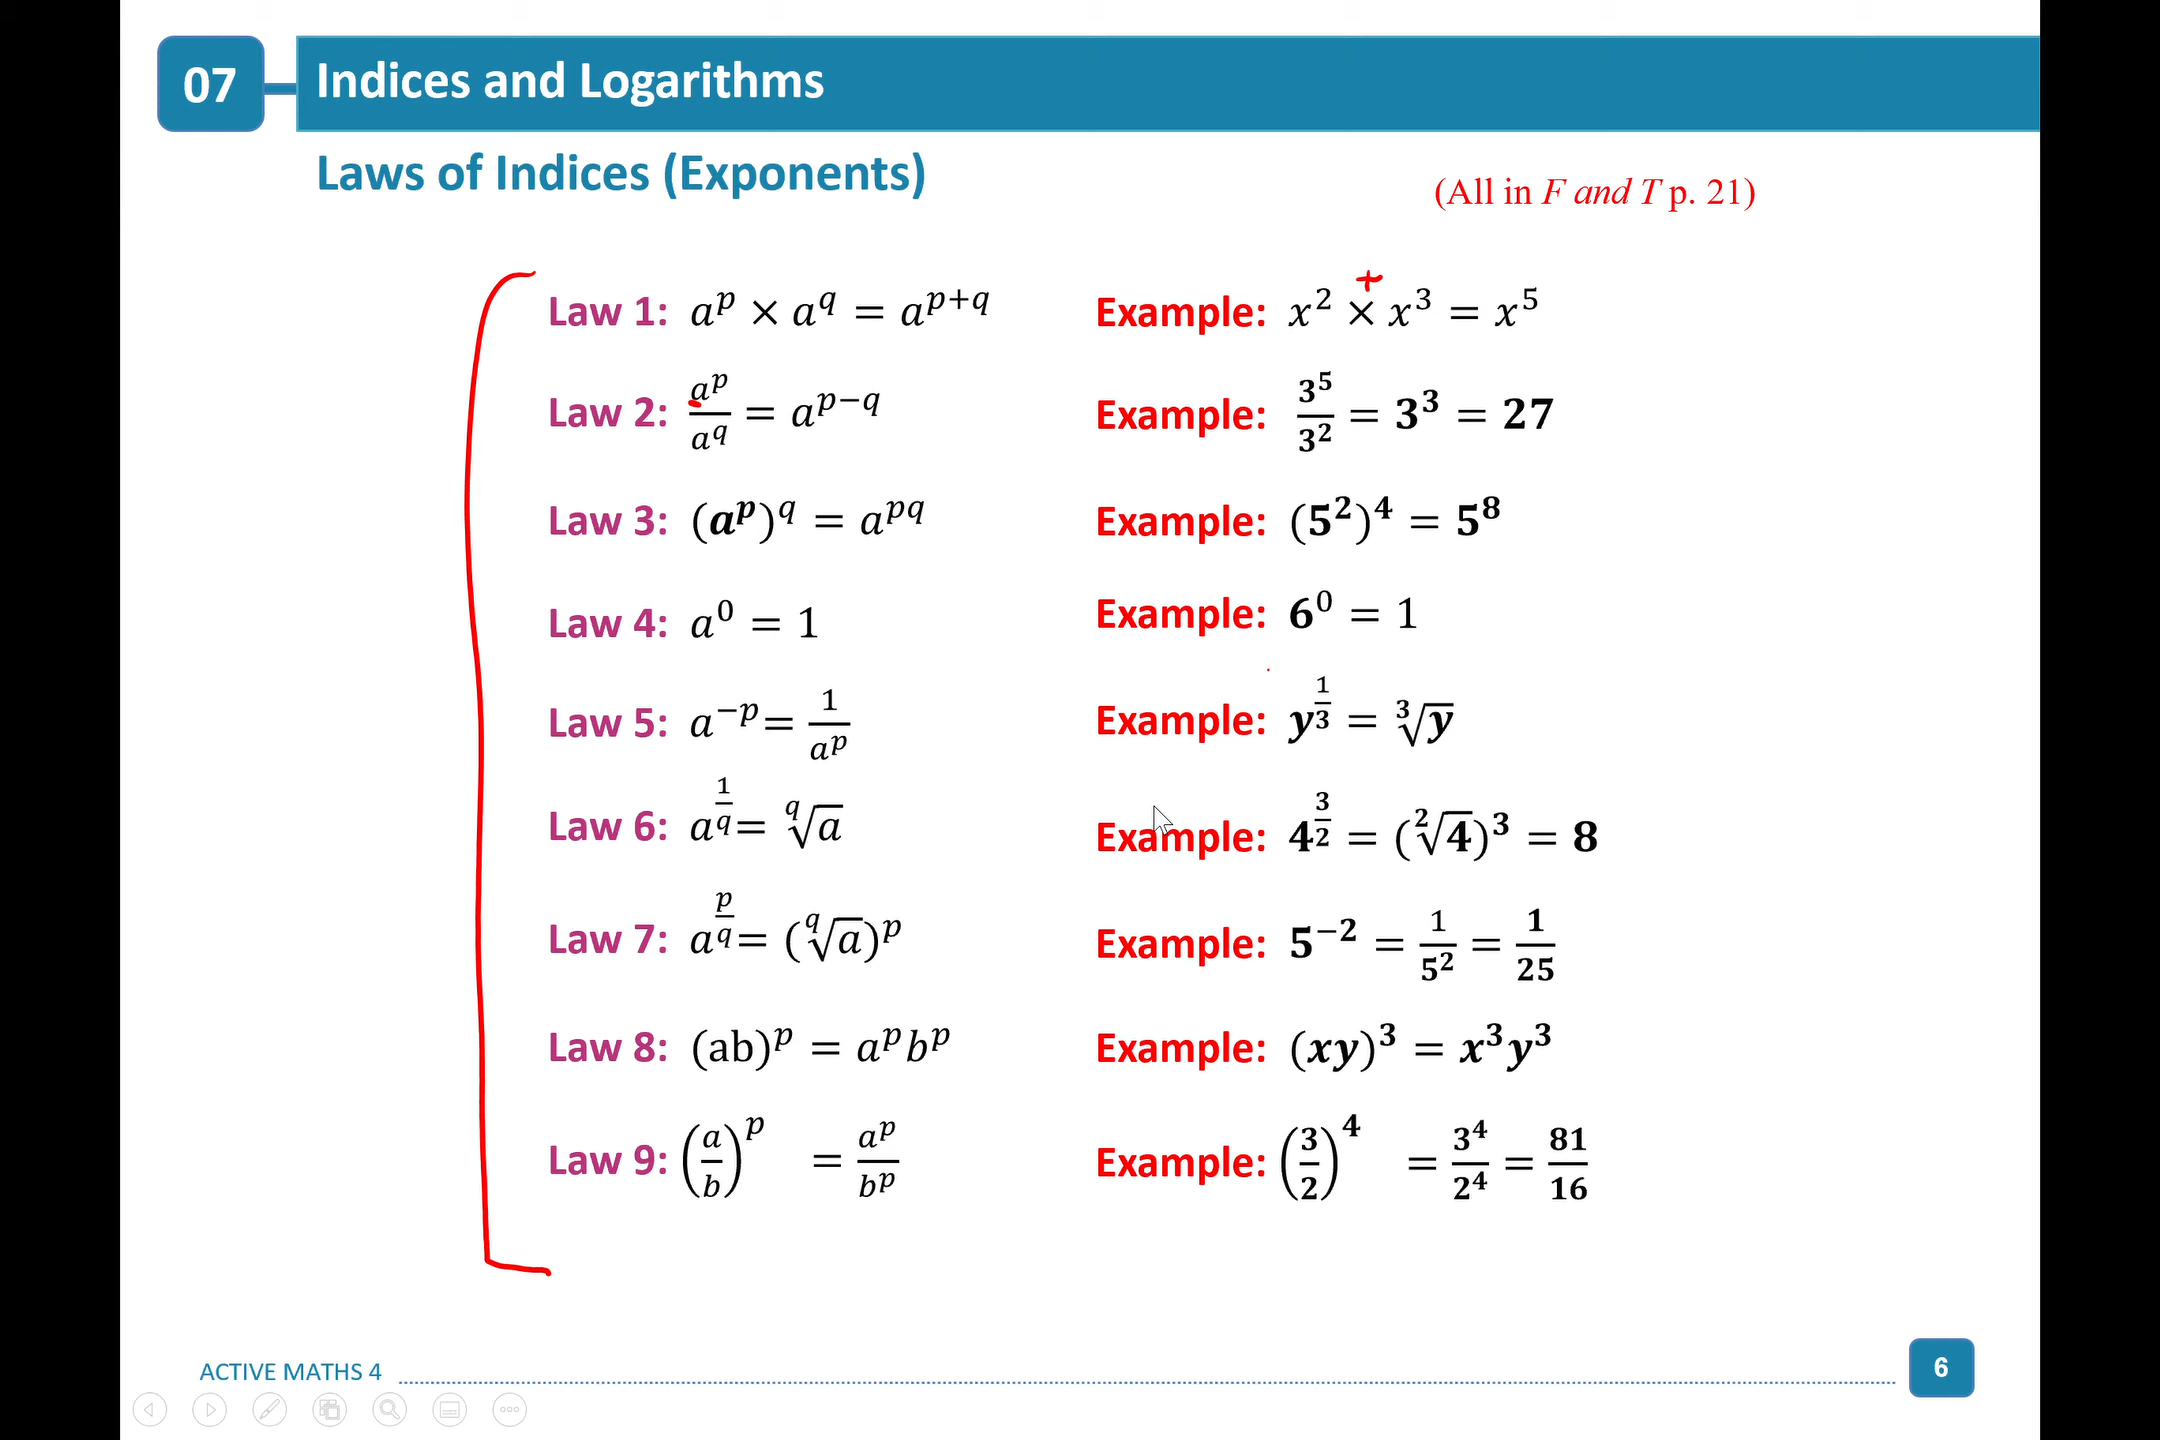 07 Indices and Logarithms
Laws of Indices (Exponents)
(All in F and T p. 21)
+
Law 1: a^p × a^q = a^{p+q} Example: x^2 × x^3 = x^5
Law 2: a^p/a^q = a^{p−q} Example: 3^5/3^2 = 3^3 = 27
Law 3: (a^p)^q = a^{pq} Example: (5^2)^4 = 5^8
Law 4: a^0 = 1 Example: 6^0 = 1
Law 5: a^{−p} = 1/a^p Example: y^{1/3} = ∛y
Law 6: a^{1/q} = ^q√a Example: 4^{3/2} = (^2√4)^3 = 8
Law 7: a^{p/q} = (^q√a)^p Example: 5^{−2} = 1/5^2 = 1/25
Law 8: (ab)^p = a^p b^p Example: (xy)^3 = x^3y^3
Law 9: (a/b)^p = a^p/b^p Example: (3/2)^4 = 3^4/2^4 = 81/16
ACTIVE MATHS 4
6